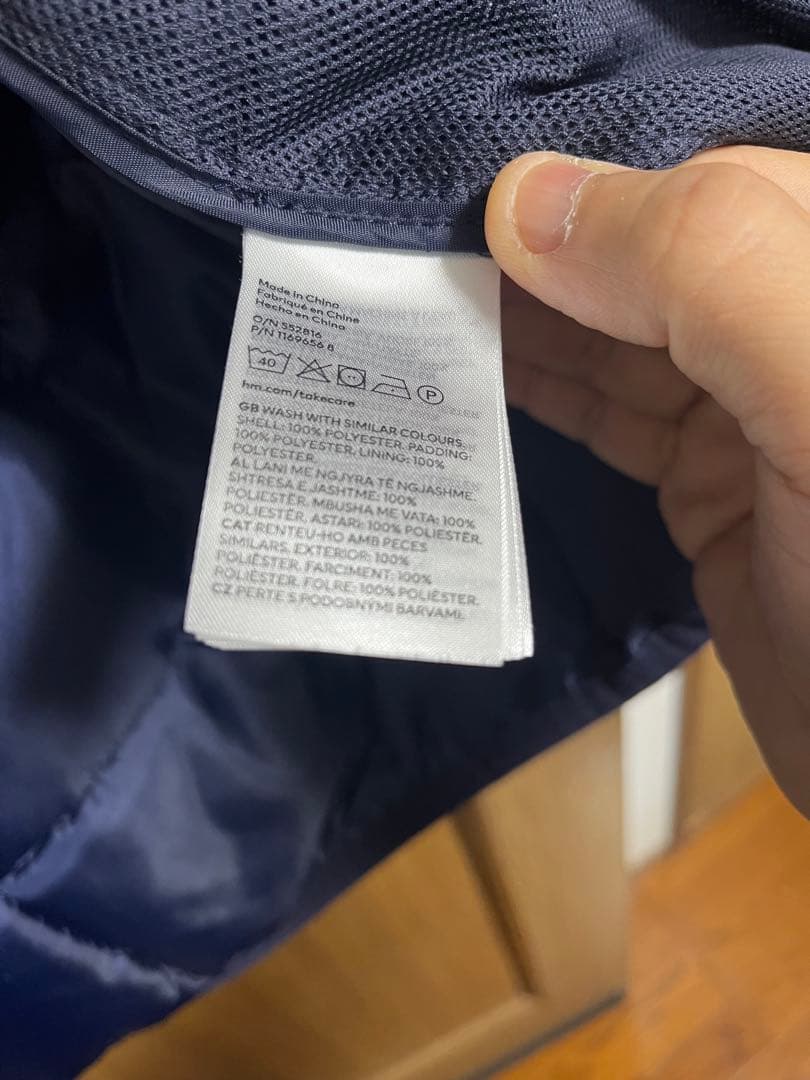 Made in China
Fabriqué en Chine
Hecho en China
O/N 552816
P/N 1169656 8
40
P
hm.com/takecare
GB WASH WITH SIMILAR COLOURS.
SHELL: 100% POLYESTER. PADDING:
100% POLYESTER. LINING: 100%
POLYESTER.
AL LANI ME NGJYRA TË NGJASHME.
SHTRESA E JASHTME: 100%
POLIESTËR. MBUSHA ME VATA: 100%
POLIESTËR. ASTARI: 100% POLIESTËR.
CAT RENTEU-HO AMB PECES
SIMILARS. EXTERIOR: 100%
POLIÈSTER. FARCIMENT: 100%
POLIÈSTER. FOLRE: 100% POLIÈSTER.
CZ PERTE S PODOBNÝMI BARVAMI.